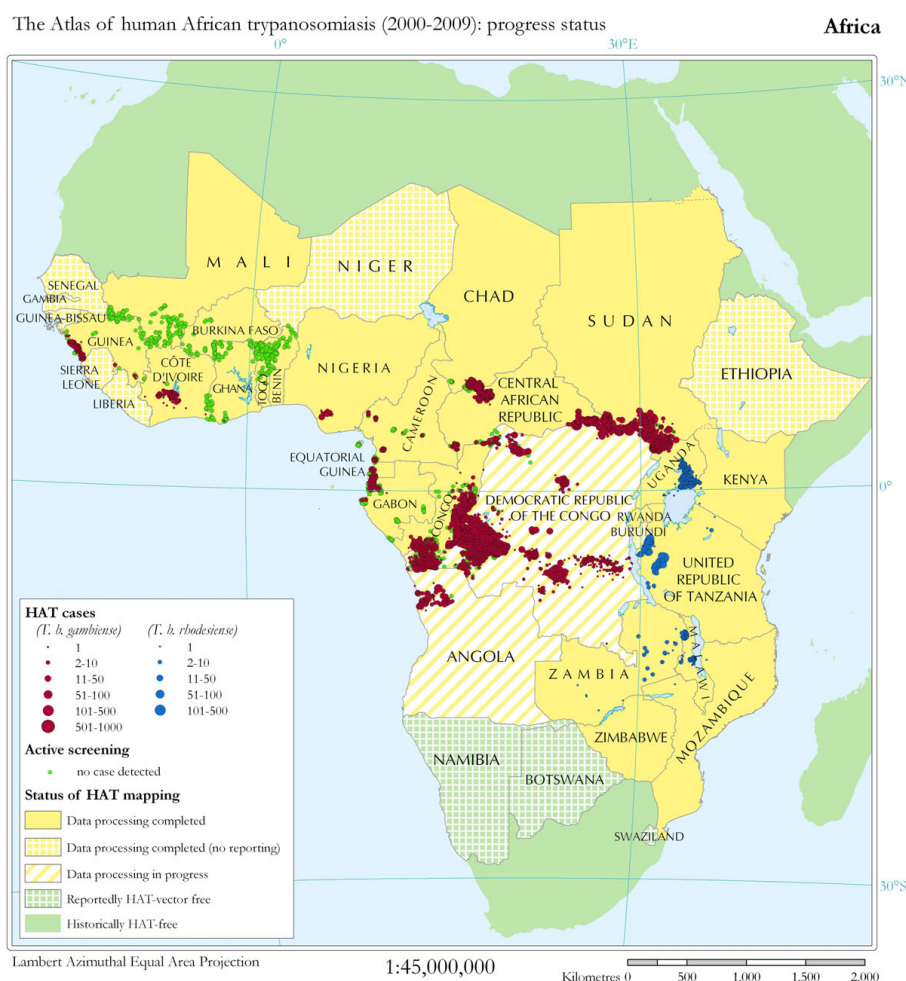 The Atlas of human African trypanosomiasis (2000-2009): progress status
Africa
0°
30°E
30°N
MALI
NIGER
CHAD
SUDAN
SENEGAL
GAMBIA
GUINEA-BISSAU
GUINEA
BURKINA FASO
SIERRA
LEONE
CÔTE
D'IVOIRE
GHANA
TOGO
BENIN
NIGERIA
LIBERIA
CAMEROON
CENTRAL
AFRICAN
REPUBLIC
ETHIOPIA
EQUATORIAL
GUINEA
GABON
CONGO
DEMOCRATIC REPUBLIC
OF THE CONGO
UGANDA
KENYA
0°
RWANDA
BURUNDI
UNITED
REPUBLIC
OF TANZANIA
ANGOLA
ZAMBIA
MALAWI
MOZAMBIQUE
ZIMBABWE
NAMIBIA
BOTSWANA
SWAZILAND
30°S
HAT cases
(T. b. gambiense) (T. b. rhodesiense)
1 1
2-10 2-10
11-50 11-50
51-100 51-100
101-500 101-500
501-1000
Active screening
no case detected
Status of HAT mapping
Data processing completed
Data processing completed (no reporting)
Data processing in progress
Reportedly HAT-vector free
Historically HAT-free
Lambert Azimuthal Equal Area Projection
1:45,000,000
Kilometres 0 500 1.000 1.500 2.000